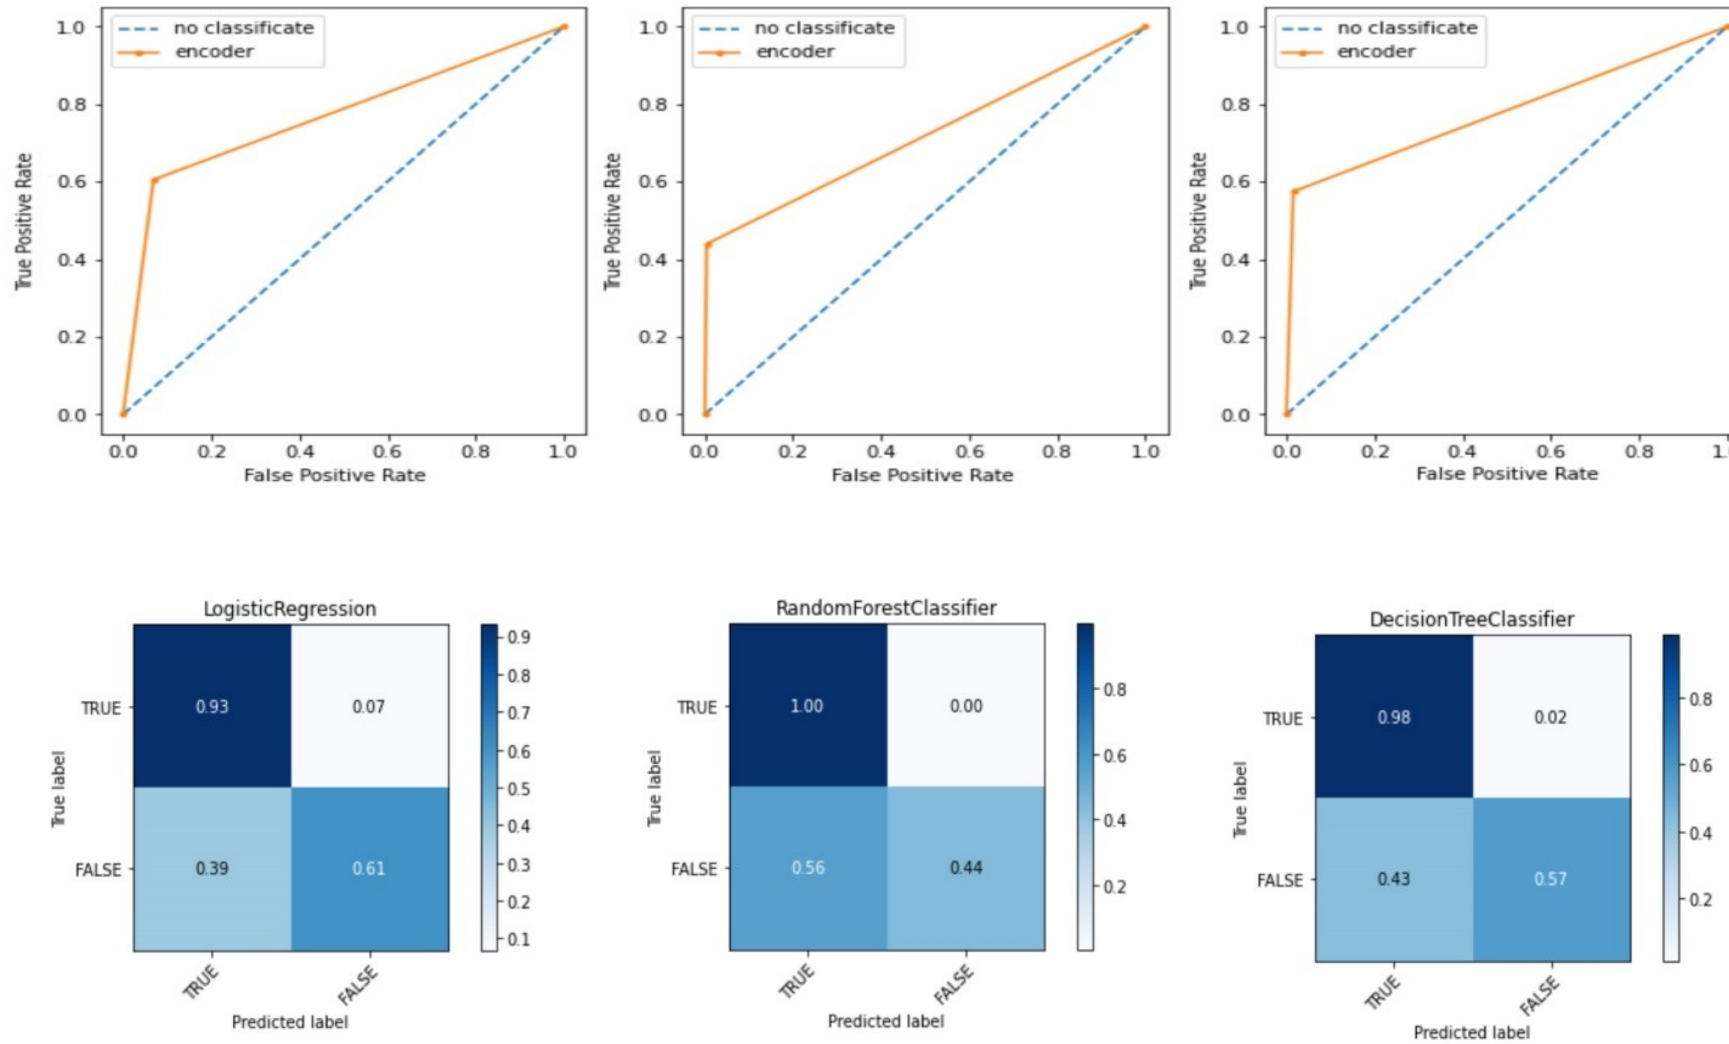 no classificate
encoder
1.0
0.8
0.6
0.4
0.2
0.0
True Positive Rate
0.0 0.2 0.4 0.6 0.8 1.0
False Positive Rate
no classificate
encoder
1.0
0.8
0.6
0.4
0.2
0.0
True Positive Rate
0.0 0.2 0.4 0.6 0.8 1.0
False Positive Rate
no classificate
encoder
1.0
0.8
0.6
0.4
0.2
0.0
True Positive Rate
0.0 0.2 0.4 0.6 0.8
False Positive Rate
LogisticRegression
TRUE 0.93 0.07
FALSE 0.39 0.61
True label
TRUE FALSE
Predicted label
0.9
0.8
0.7
0.6
0.5
0.4
0.3
0.2
0.1
RandomForestClassifier
TRUE 1.00 0.00
FALSE 0.56 0.44
True label
TRUE FALSE
Predicted label
0.8
0.6
0.4
0.2
DecisionTreeClassifier
TRUE 0.98 0.02
FALSE 0.43 0.57
True label
TRUE FALSE
Predicted label
0.8
0.6
0.4
0.2